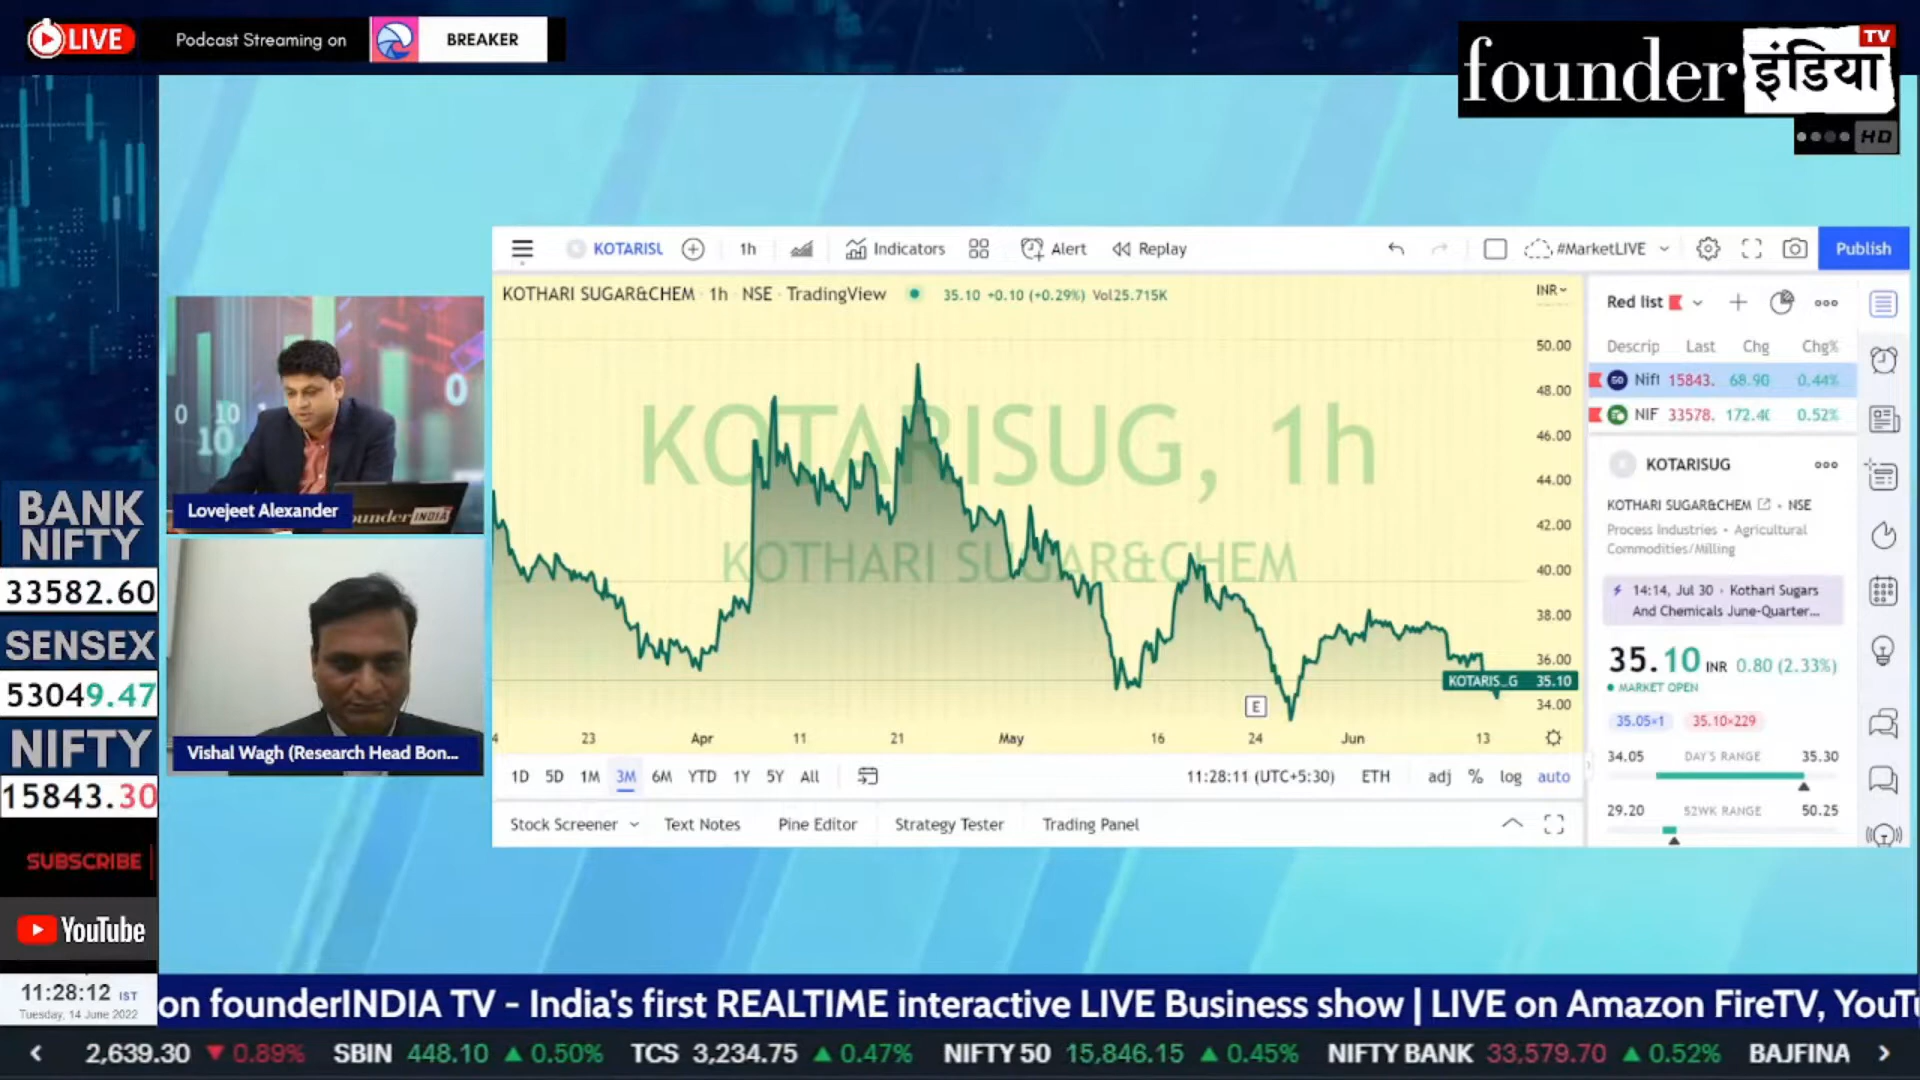 LIVE
Podcast Streaming on
BREAKER
founder इंडिया TV
HD
KOTARISU
1h
Indicators
Alert
Replay
#MarketLIVE
Publish
KOTHARI SUGAR&CHEM · 1h · NSE · TradingView
35.10 +0.10 (+0.29%) Vol25.715K
INR
KOTARISUG, 1h
KOTHARI SUGAR&CHEM
50.00
48.00
46.00
44.00
42.00
40.00
38.00
36.00
KOTARIS_G 35.10
34.00
E
4 23 Apr 11 21 May 16 24 Jun 13
1D 5D 1M 3M 6M YTD 1Y 5Y All
11:28:11 (UTC+5:30) ETH adj % log auto
Stock Screener Text Notes Pine Editor Strategy Tester Trading Panel
Red list
Descrip Last Chg Chg%
50 Nift 15843. 68.90 0.44%
NIF 33578. 172.40 0.52%
KOTARISUG
KOTHARI SUGAR&CHEM • NSE
Process Industries • Agricultural
Commodities/Milling
14:14, Jul 30 · Kothari Sugars
And Chemicals June-Quarter...
35.10 INR 0.80 (2.33%)
MARKET OPEN
35.05×1 35.10×229
34.05 DAY'S RANGE 35.30
29.20 52WK RANGE 50.25
0 10
10
0
Lovejeet Alexander
founder INDIA
Vishal Wagh (Research Head Bon...
BANK
NIFTY
33582.60
SENSEX
53049.47
NIFTY
15843.30
SUBSCRIBE
YouTube
11:28:12 IST
Tuesday, 14 June 2022
on founderINDIA TV - India's first REALTIME interactive LIVE Business show | LIVE on Amazon FireTV, YouTu
2,639.30 ▼ 0.89% SBIN 448.10 ▲ 0.50% TCS 3,234.75 ▲ 0.47% NIFTY 50 15,846.15 ▲ 0.45% NIFTY BANK 33,579.70 ▲ 0.52% BAJFINA